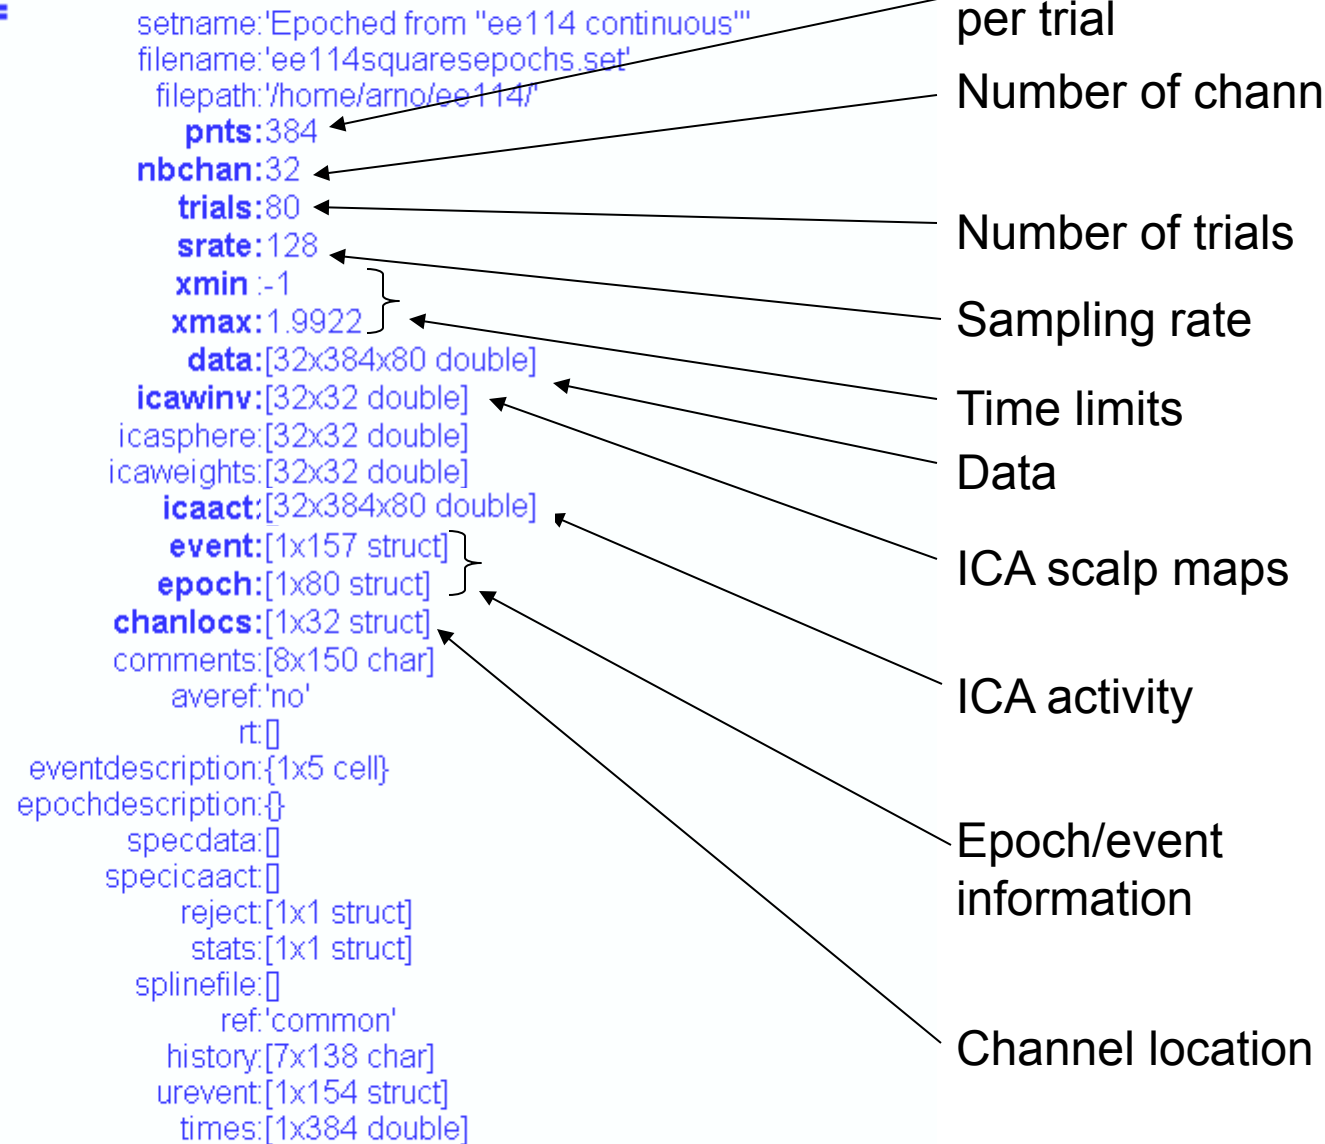 =
setname:'Epoched from "ee114 continuous"'
filename:'ee114squaresepochs.set'
filepath:'/home/arno/ee114/'
pnts:384
nbchan:32
trials:80
srate:128
xmin :-1
xmax:1.9922
data:[32x384x80 double]
icawinv:[32x32 double]
icasphere:[32x32 double]
icaweights:[32x32 double]
icaact:[32x384x80 double]
event:[1x157 struct]
epoch:[1x80 struct]
chanlocs:[1x32 struct]
comments:[8x150 char]
averef:'no'
rt:[]
eventdescription:{1x5 cell}
epochdescription:{}
specdata:[]
specicaact:[]
reject:[1x1 struct]
stats:[1x1 struct]
splinefile:[]
ref:'common'
history:[7x138 char]
urevent:[1x154 struct]
times:[1x384 double]
per trial
Number of chann
Number of trials
Sampling rate
Time limits
Data
ICA scalp maps
ICA activity
Epoch/event
information
Channel location